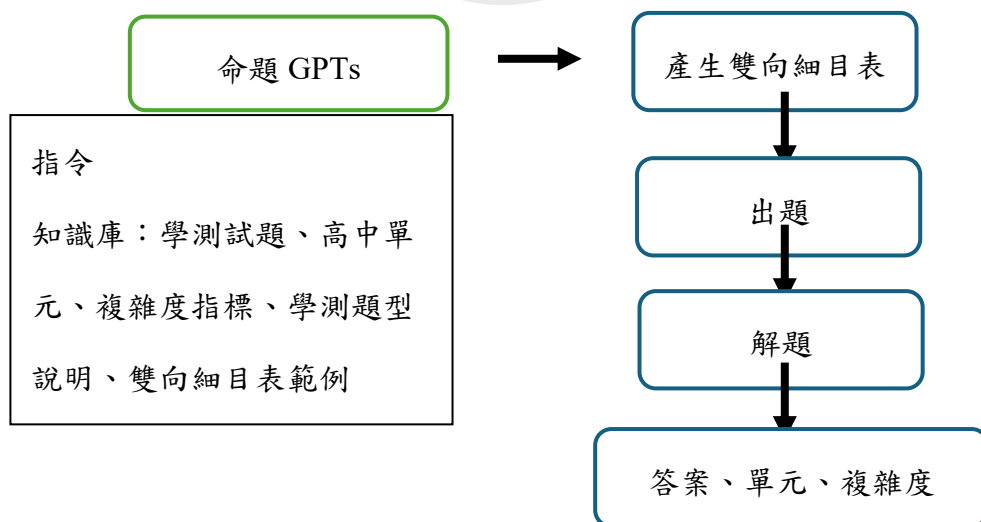 命題 GPTs
指令
知識庫：學測試題、高中單
元、複雜度指標、學測題型
說明、雙向細目表範例
產生雙向細目表
出題
解題
答案、單元、複雜度